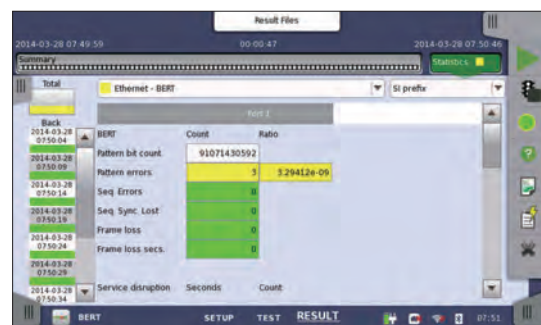 Result Files
2014-03-28 07:49:59 00:00:47 2014-03-28 07:50:46
Summary Statistics
Total Ethernet - BERT SI prefix
Port 1
Back
2014-03-28 07:50:04
2014-03-28 07:50:09
2014-03-28 07:50:14
2014-03-28 07:50:19
2014-03-28 07:50:24
2014-03-28 07:50:29
2014-03-28 07:50:34
BERT Count Ratio
Pattern bit count. 91071430592
Pattern errors. 3 3.29412e-09
Seq. Errors 0
Seq. Sync. Lost 0
Frame loss 0
Frame loss secs. 0
Service disruption Seconds Count
BERT SETUP TEST RESULT 07:51